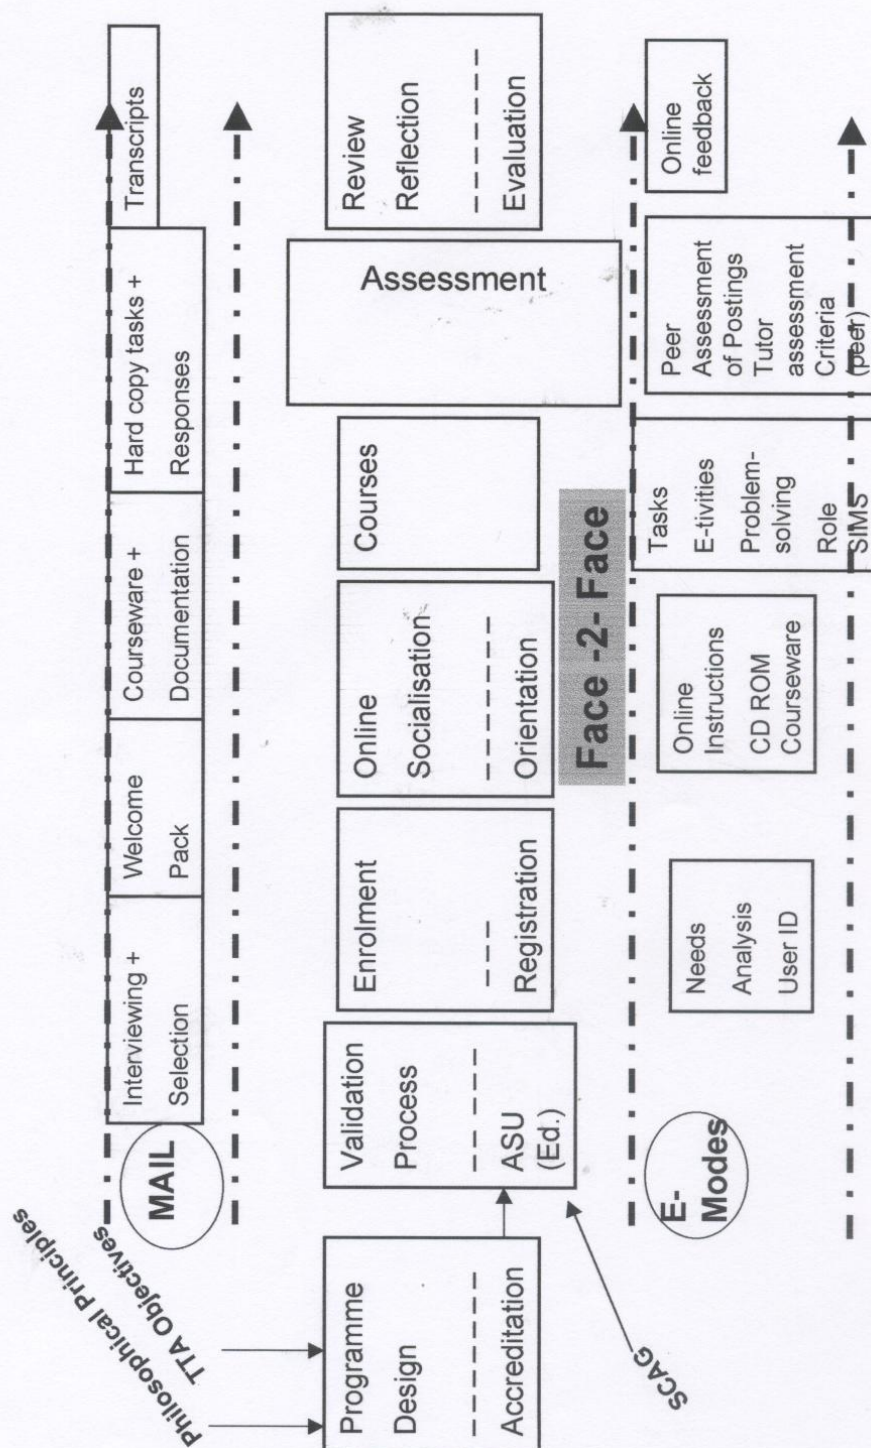 Philosophical Principles
TTA Objectives
MAIL
Interviewing +
Selection
Welcome
Pack
Courseware +
Documentation
Hard copy tasks +
Responses
Transcripts
Programme
Design
Accreditation
Validation
Process
ASU
(Ed.)
Enrolment
Registration
Online
Socialisation
Orientation
Courses
Assessment
Review
Reflection
Evaluation
Face -2- Face
SCAG
E-
Modes
Needs
Analysis
User ID
Online
Instructions
CD ROM
Courseware
Tasks
E-tivities
Problem-
solving
Role
SIMS
Peer
Assessment
of Postings
Tutor
assessment
Criteria
(peer)
Online
feedback